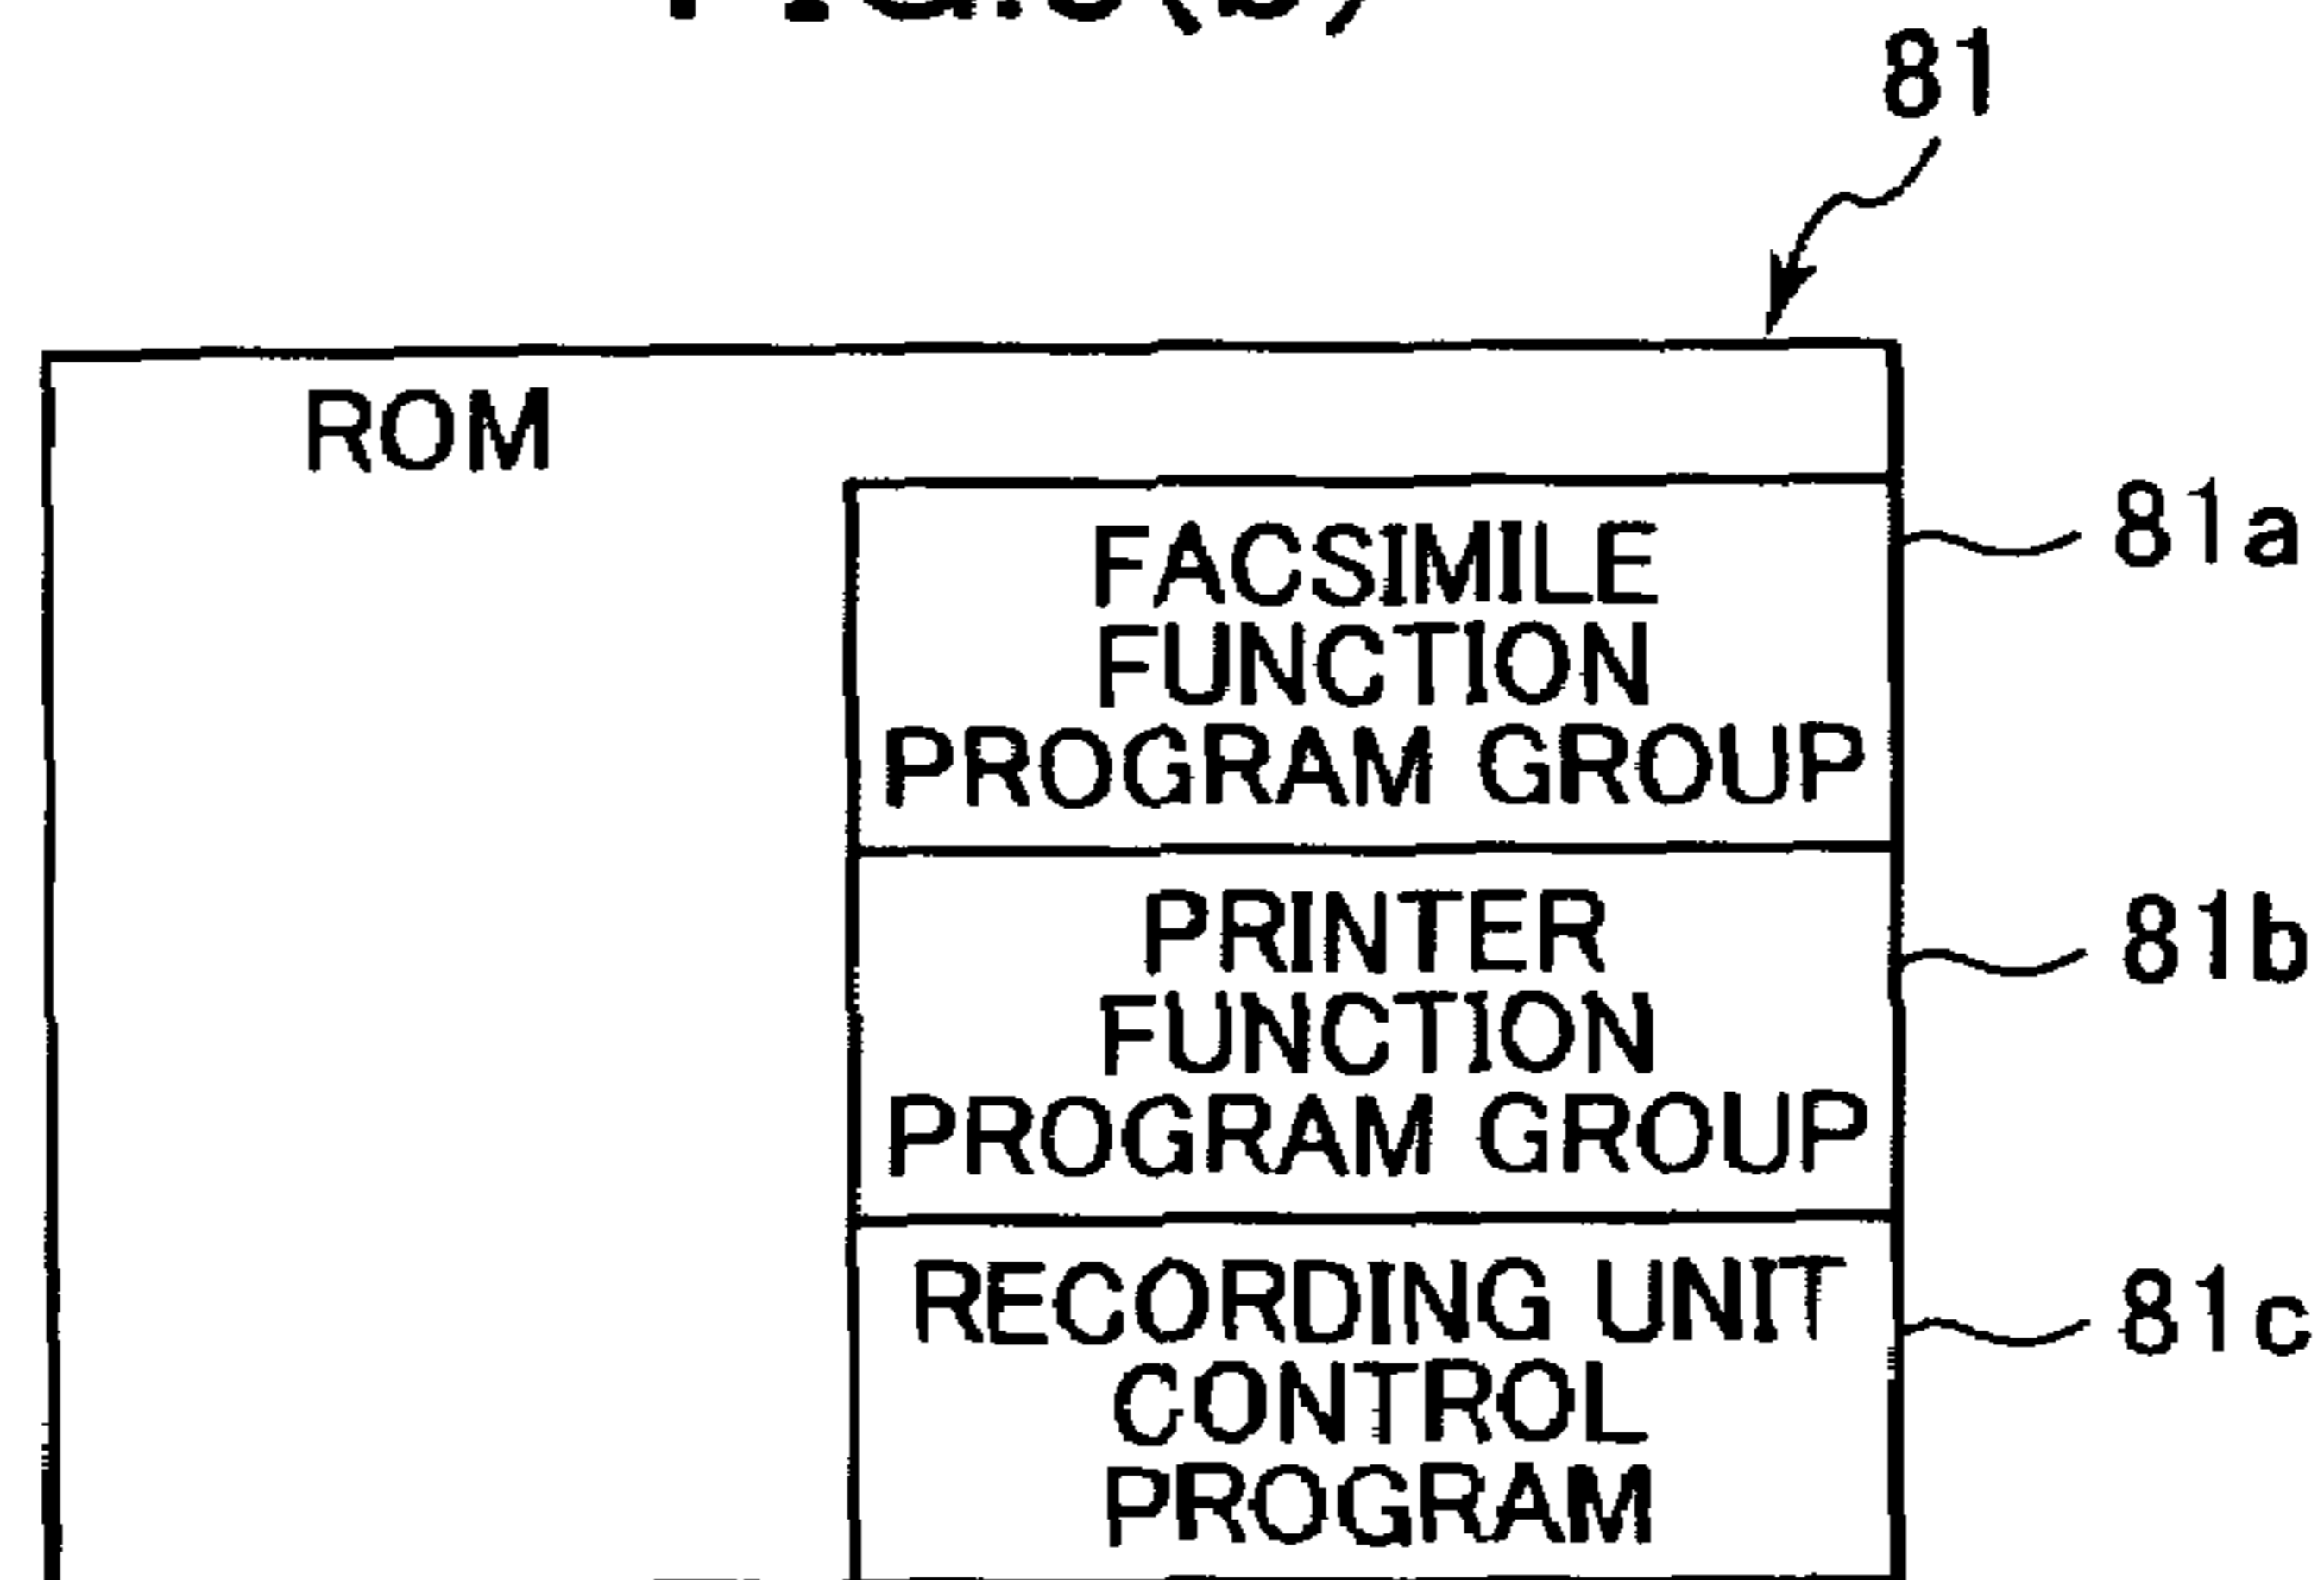 81
ROM
81a
FACSIMILE
FUNCTION
PROGRAM GROUP
81b
PRINTER
FUNCTION
PROGRAM GROUP
81c
RECORDING UNIT
CONTROL
PROGRAM